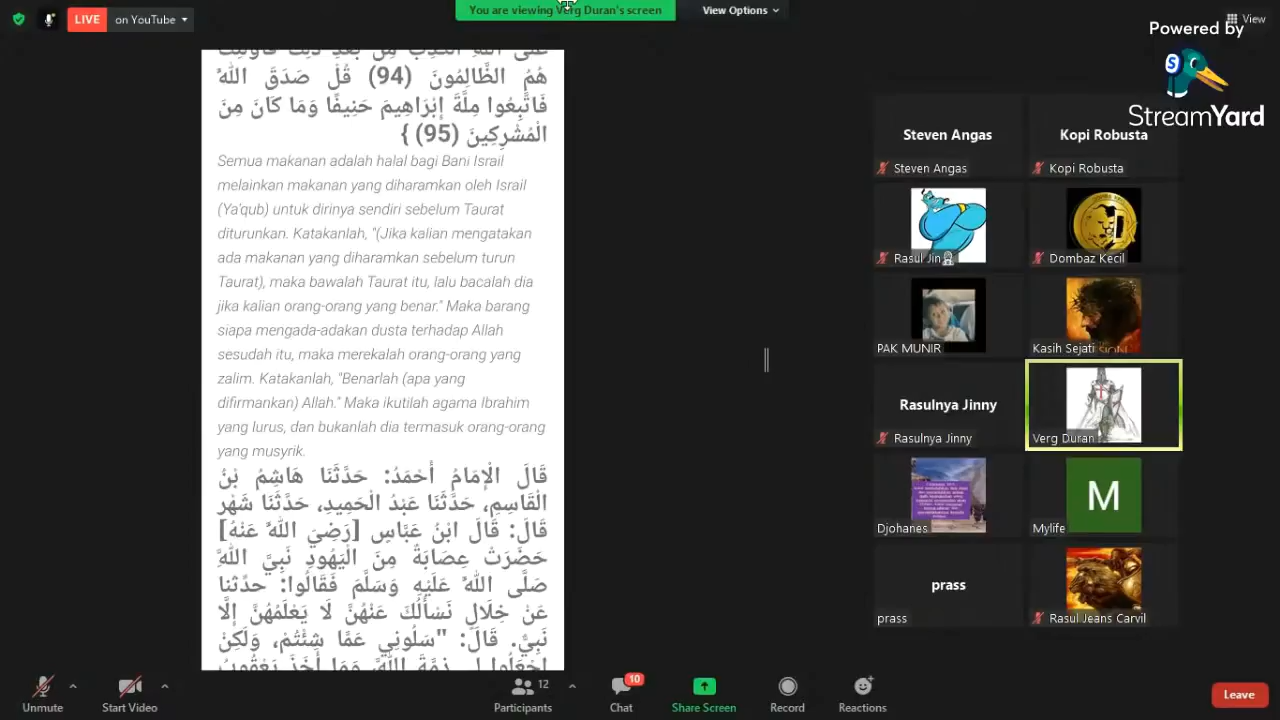 LIVE
on YouTube
You are viewing Verg Duran's screen
View Options
View
Powered by
StreamYard
هُمُ الظَّالِمُونَ (94) قُلْ صَدَقَ اللَّهُ
فَاتَّبِعُوا مِلَّةَ إِبْرَاهِيمَ حَنِيفًا وَمَا كَانَ مِنَ
الْمُشْرِكِينَ (95) }
Semua makanan adalah halal bagi Bani Israil
melainkan makanan yang diharamkan oleh Israil
(Ya'qub) untuk dirinya sendiri sebelum Taurat
diturunkan. Katakanlah, "(Jika kalian mengatakan
ada makanan yang diharamkan sebelum turun
Taurat), maka bawalah Taurat itu, lalu bacalah dia
jika kalian orang-orang yang benar." Maka barang
siapa mengada-adakan dusta terhadap Allah
sesudah itu, maka merekalah orang-orang yang
zalim. Katakanlah, "Benarlah (apa yang
difirmankan) Allah." Maka ikutilah agama Ibrahim
yang lurus, dan bukanlah dia termasuk orang-orang
yang musyrik.
قَالَ الْإِمَامُ أَحْمَدُ: حَدَّثَنَا هَاشِمُ بْنُ
الْقَاسِمِ، حَدَّثَنَا عَبْدُ الْحَمِيدِ، حَدَّثَنَا شَهْرٌ
قَالَ: قَالَ ابْنُ عَبَّاسٍ [رَضِيَ اللَّهُ عَنْهُ]
حَضَرَتْ عِصَابَةٌ مِنَ الْيَهُودِ نَبِيَّ اللَّهِ
صَلَّى اللَّهُ عَلَيْهِ وَسَلَّمَ فَقَالُوا: حدَّثنا
عَنْ خِلَالٍ نَسْأَلُكَ عَنْهُنَّ لَا يَعْلَمُهُنَّ إِلَّا
نَبِيٌّ. قَالَ: "سَلُونِي عَمَّا شِئْتُمْ، وَلَكِنْ
Steven Angas
Kopi Robusta
Steven Angas
Kopi Robusta
Rasul Jin
Dombaz Kecil
PAK MUNIR
Kasih Sejati
Rasulnya Jinny
Rasulnya Jinny
Verg Duran
Djohanes
M
Mylife
prass
prass
Rasul Jeans Carvil
Unmute
Start Video
12
Participants
10
Chat
Share Screen
Record
Reactions
Leave